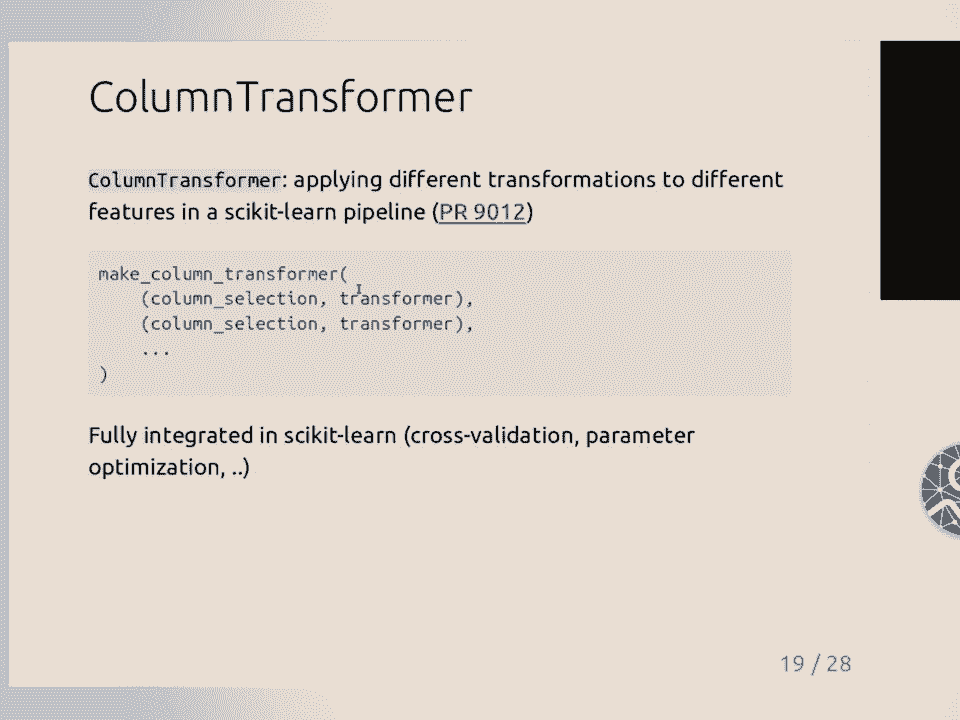 ColumnTransformer
ColumnTransformer: applying different transformations to different
features in a scikit-learn pipeline (PR 9012)
make_column_transformer(
    (column_selection, transformer),
    (column_selection, transformer),
    ...
)
Fully integrated in scikit-learn (cross-validation, parameter
optimization, ..)
19 / 28